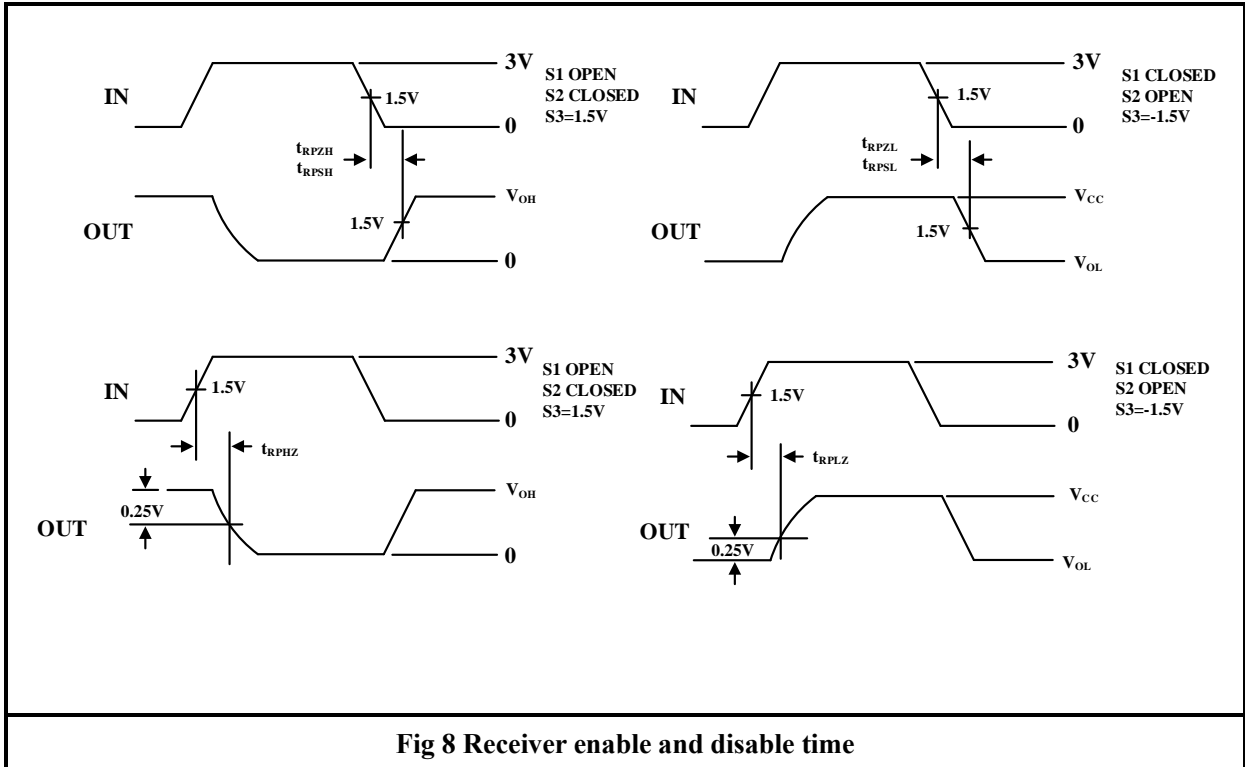 3V
S1 OPEN
S2 CLOSED
S3=1.5V
IN
1.5V
0
tRPZH
tRPSH
VOH
OUT
1.5V
0
3V
S1 CLOSED
S2 OPEN
S3=-1.5V
IN
1.5V
0
tRPZL
tRPSL
VCC
OUT
1.5V
VOL
3V
S1 OPEN
S2 CLOSED
S3=1.5V
IN
1.5V
0
tRPHZ
VOH
0.25V
OUT
0
3V
S1 CLOSED
S2 OPEN
S3=-1.5V
IN
1.5V
0
tRPLZ
VCC
OUT
0.25V
VOL
Fig 8 Receiver enable and disable time